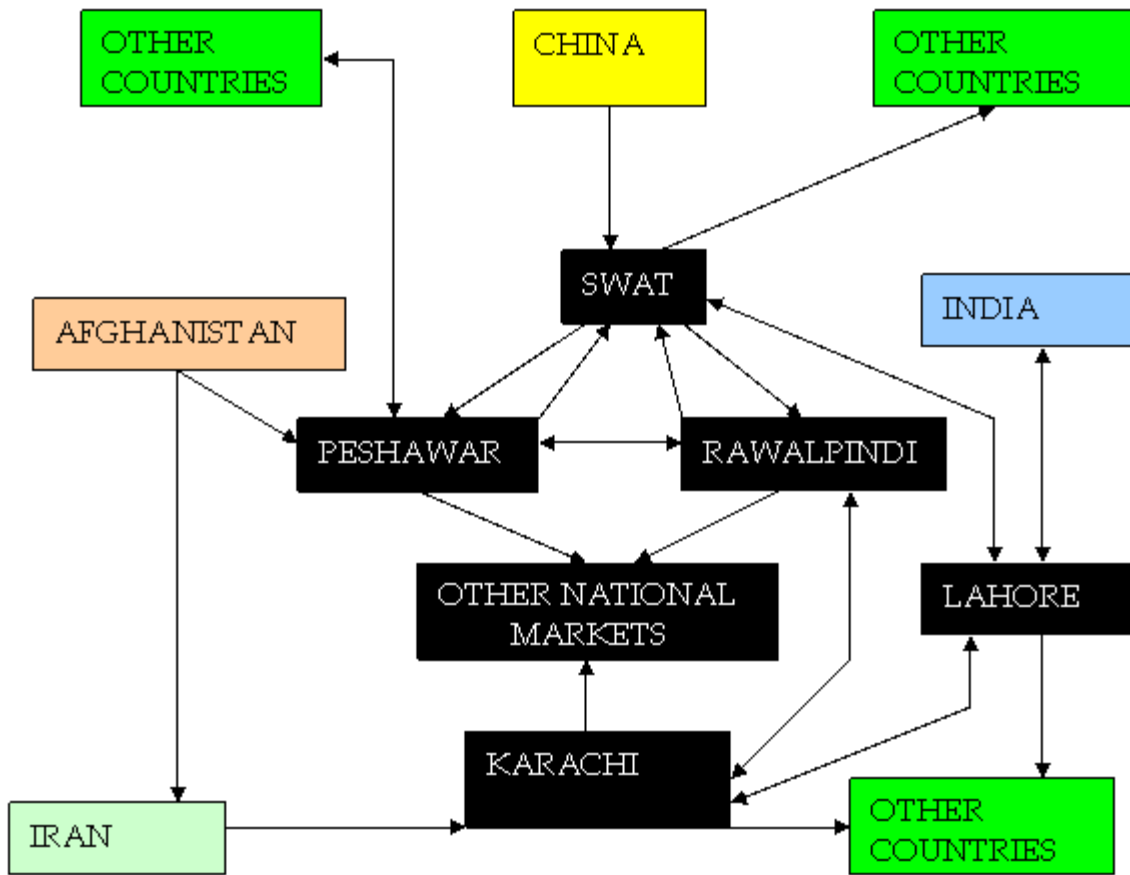 OTHER
COUNTRIES
CHINA
OTHER
COUNTRIES
SWAT
AFGHANISTAN
INDIA
PESHAWAR
RAWALPINDI
OTHER NATIONAL
MARKETS
LAHORE
KARACHI
IRAN
OTHER
COUNTRIES